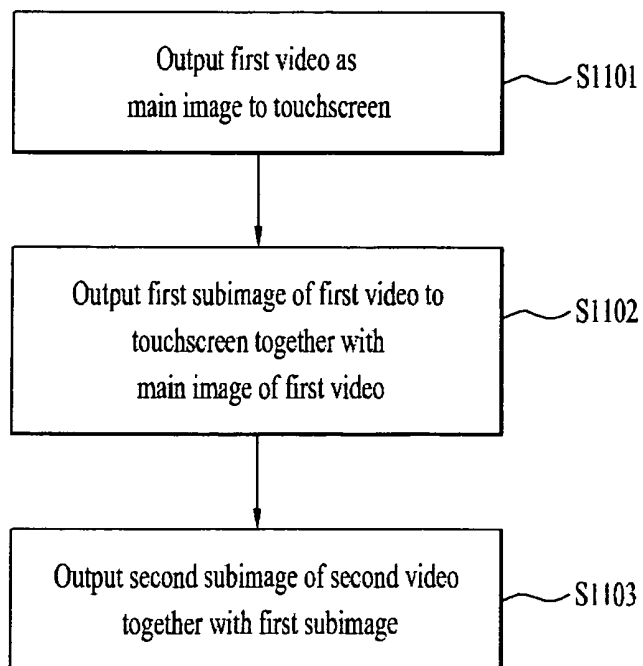 Output first video as
main image to touchscreen
S1101
Output first subimage of first video to
touchscreen together with
main image of first video
S1102
Output second subimage of second video
together with first subimage
S1103